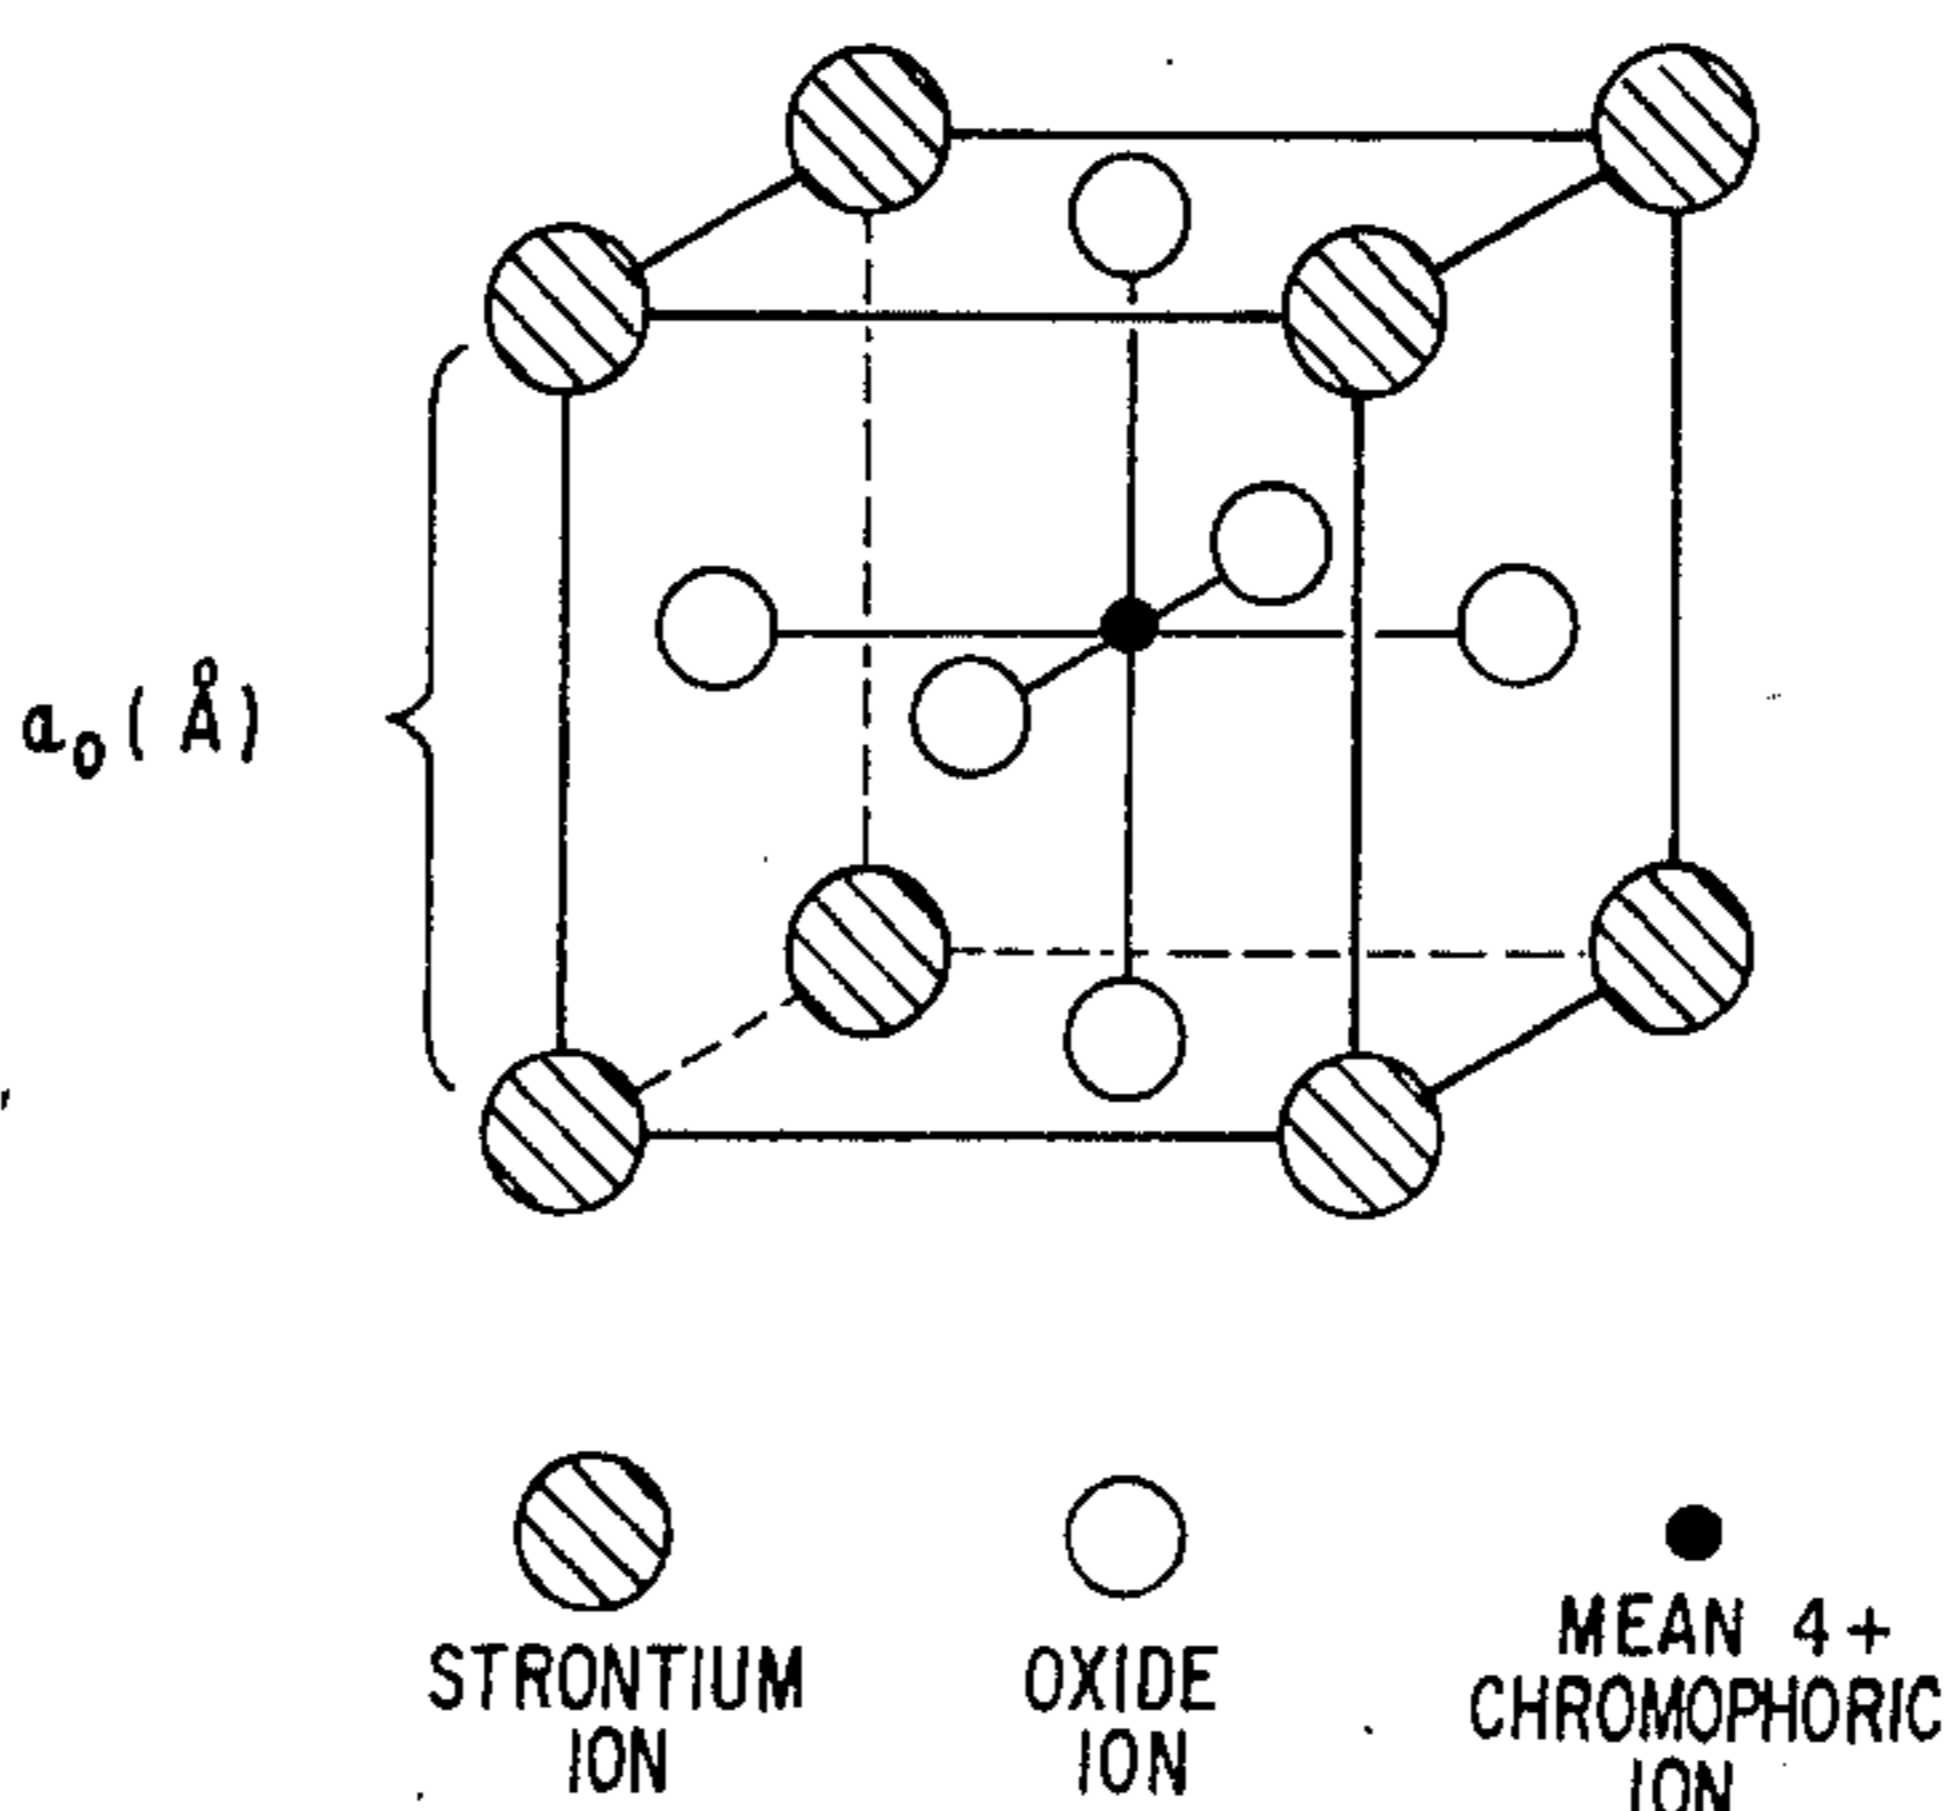 a₀(Å)
STRONTIUM
ION
OXIDE
ION
MEAN 4+
CHROMOPHORIC
ION